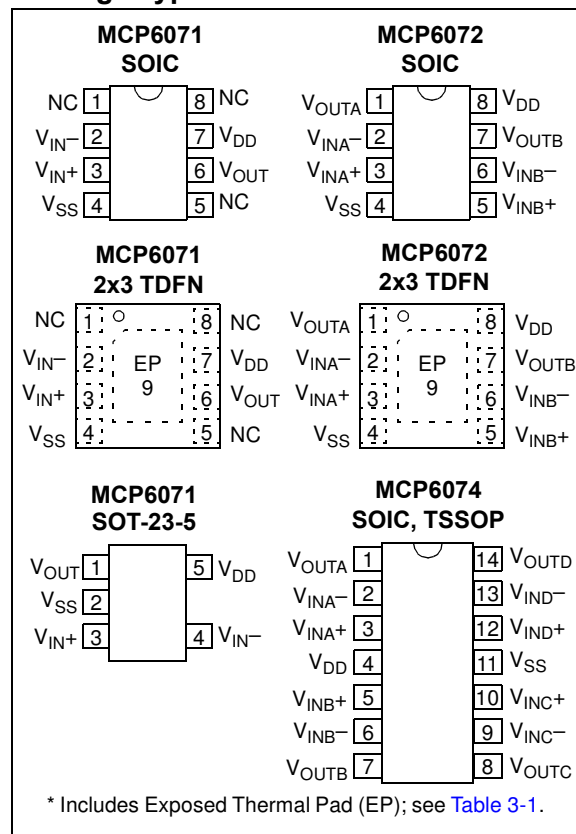 MCP6071
SOIC
NC 1 8 NC
VIN– 2 7 VDD
VIN+ 3 6 VOUT
VSS 4 5 NC
MCP6072
SOIC
VOUTA 1 8 VDD
VINA– 2 7 VOUTB
VINA+ 3 6 VINB–
VSS 4 5 VINB+
MCP6071
2x3 TDFN
NC 1 8 NC
VIN– 2 EP 7 VDD
VIN+ 3 9 6 VOUT
VSS 4 5 NC
MCP6072
2x3 TDFN
VOUTA 1 8 VDD
VINA– 2 EP 7 VOUTB
VINA+ 3 9 6 VINB–
VSS 4 5 VINB+
MCP6071
SOT-23-5
VOUT 1 5 VDD
VSS 2
VIN+ 3 4 VIN–
MCP6074
SOIC, TSSOP
VOUTA 1 14 VOUTD
VINA– 2 13 VIND–
VINA+ 3 12 VIND+
VDD 4 11 VSS
VINB+ 5 10 VINC+
VINB– 6 9 VINC–
VOUTB 7 8 VOUTC
* Includes Exposed Thermal Pad (EP); see Table 3-1.